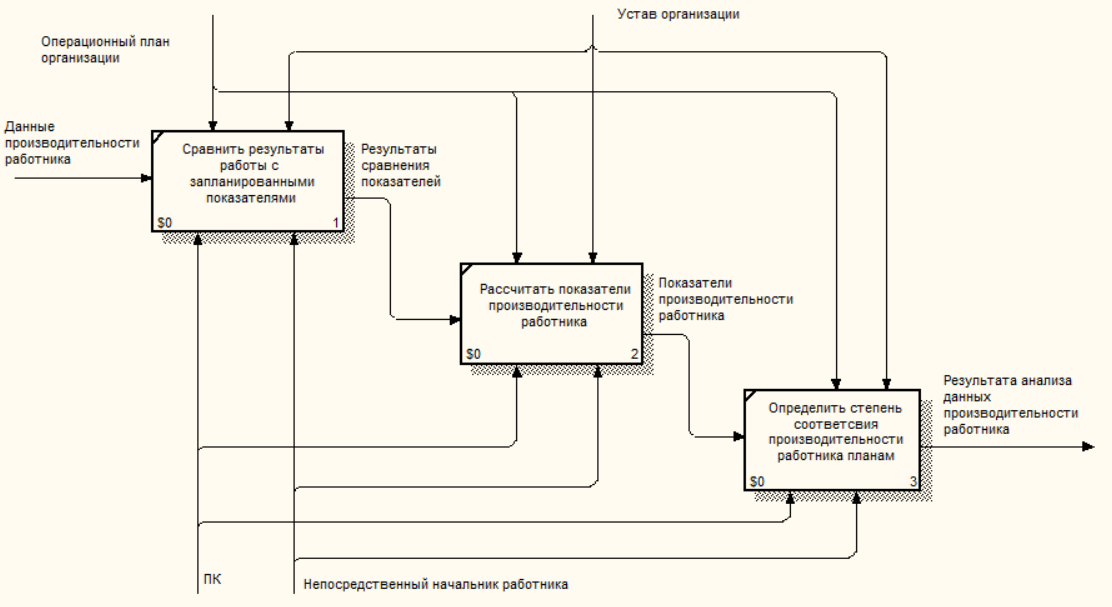 Устав организации
Операционный план
организации
Данные
производительности
работника
Сравнить результаты
работы с
запланированными
показателями
$0
1
Результаты
сравнения
показателей
Рассчитать показатели
производительности
работника
$0
2
Показатели
производительности
работника
Определить степень
соответсвия
производительности
работника планам
$0
3
Результата анализа
данных
производительности
работника
ПК
Непосредственный начальник работника